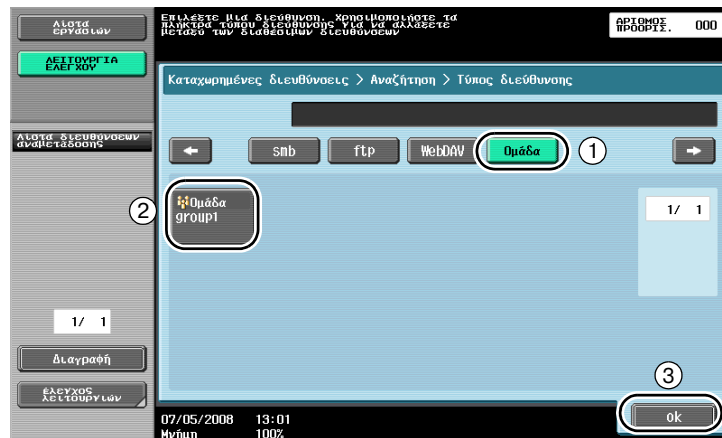 Λίστα
εργασιών
Επιλέξτε μια διεύθυνση. Χρησιμοποιήστε τα
πλήκτρα τύπου διεύθυνσης για να αλλάξετε
μεταξύ των διαθέσιμων διευθύνσεων
ΑΡΙΘΜΟΣ
ΠΡΟΟΡΙΣ. 000
ΛΕΙΤΟΥΡΓΙΑ
ΕΛΕΓΧΟΥ
Καταχωρημένες διευθύνσεις > Αναζήτηση > Τύπος διεύθυνσης
Λίστα διευθύνσεων
αναμετάδοσης
smb ftp WebDAV Ομάδα 1
2 Ομάδα
group1
1/ 1
1/ 1
Διαγραφή
έλεγχος
λειτουργιών
3
ok
07/05/2008 13:01
Μνήμη 100%